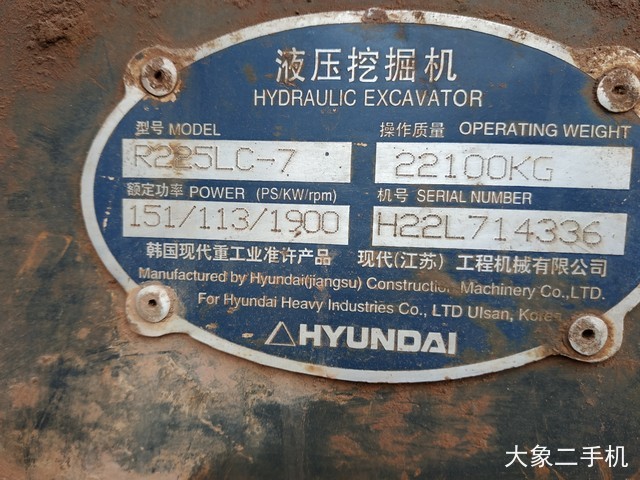 液压挖掘机
HYDRAULIC EXCAVATOR
型号 MODEL 操作质量 OPERATING WEIGHT
R225LC-7 22100KG
额定功率 POWER (PS/KW/rpm) 机号 SERIAL NUMBER
151/113/1900 H22L714336
韩国现代重工业准许产品 现代(江苏) 工程机械有限公司
Manufactured by Hyundai(jiangsu) Construction Machinery Co.,LTD.
For Hyundai Heavy Industries Co., LTD Ulsan, Korea
HYUNDAI
大象二手机